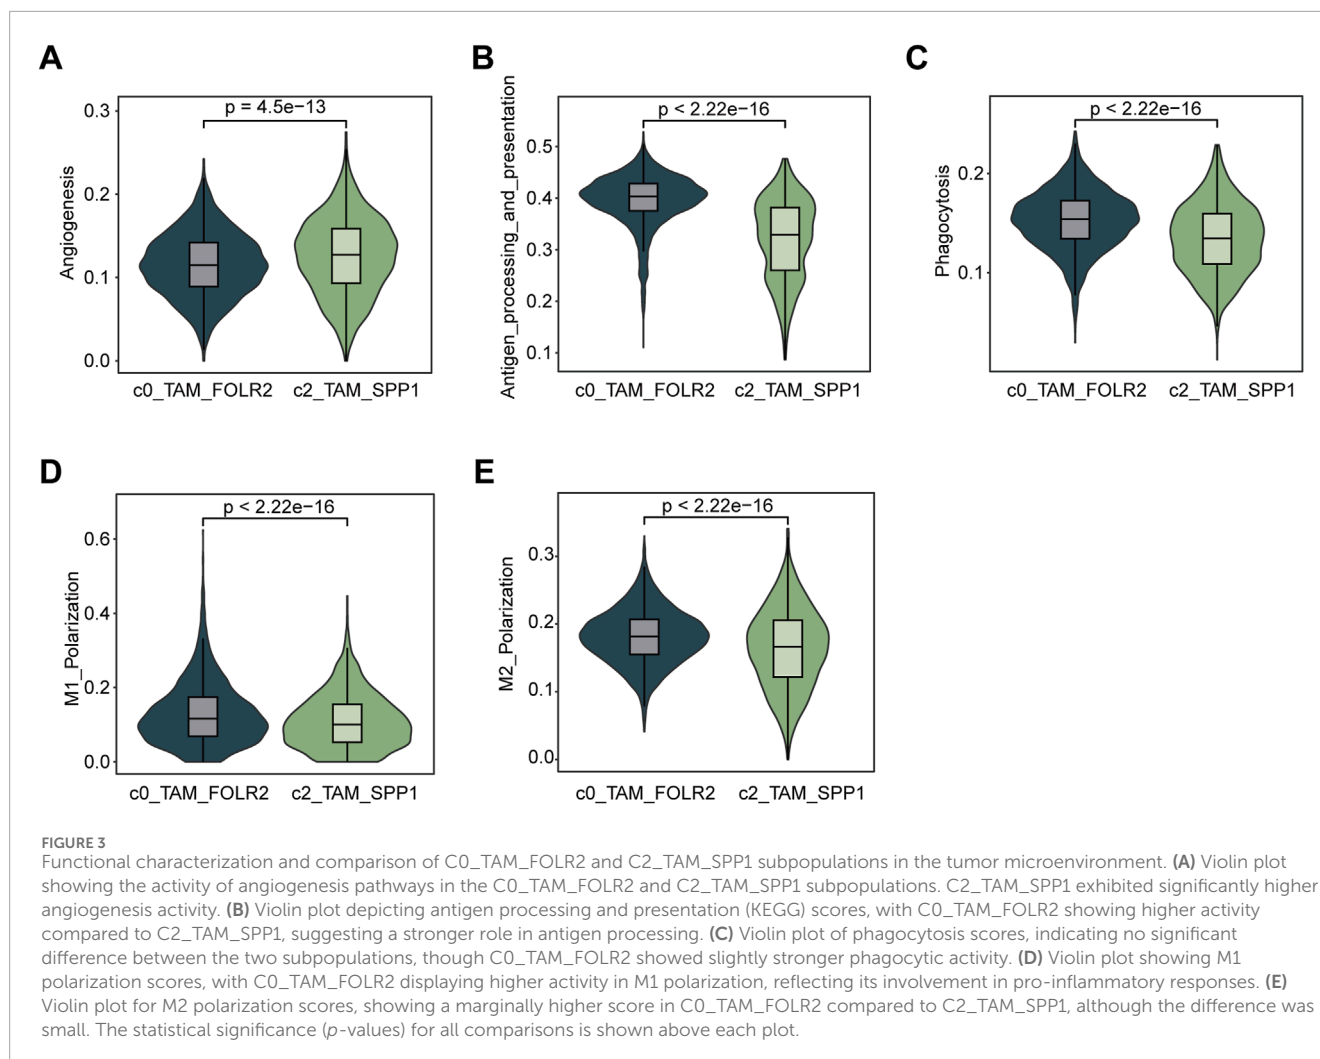 A
Angiogenesis
0.3
0.2
0.1
0.0
p = 4.5e−13
c0_TAM_FOLR2
c2_TAM_SPP1
B
Antigen_processing_and_presentation
0.5
0.4
0.3
0.2
0.1
p < 2.22e−16
c0_TAM_FOLR2
c2_TAM_SPP1
C
Phagocytosis
0.2
0.1
p < 2.22e−16
c0_TAM_FOLR2
c2_TAM_SPP1
D
M1_Polarization
0.6
0.4
0.2
0.0
p < 2.22e−16
c0_TAM_FOLR2
c2_TAM_SPP1
E
M2_Polarization
0.3
0.2
0.1
0.0
p < 2.22e−16
c0_TAM_FOLR2
c2_TAM_SPP1
FIGURE 3
Functional characterization and comparison of C0_TAM_FOLR2 and C2_TAM_SPP1 subpopulations in the tumor microenvironment. (A) Violin plot
showing the activity of angiogenesis pathways in the C0_TAM_FOLR2 and C2_TAM_SPP1 subpopulations. C2_TAM_SPP1 exhibited significantly higher
angiogenesis activity. (B) Violin plot depicting antigen processing and presentation (KEGG) scores, with C0_TAM_FOLR2 showing higher activity
compared to C2_TAM_SPP1, suggesting a stronger role in antigen processing. (C) Violin plot of phagocytosis scores, indicating no significant
difference between the two subpopulations, though C0_TAM_FOLR2 showed slightly stronger phagocytic activity. (D) Violin plot showing M1
polarization scores, with C0_TAM_FOLR2 displaying higher activity in M1 polarization, reflecting its involvement in pro-inflammatory responses. (E)
Violin plot for M2 polarization scores, showing a marginally higher score in C0_TAM_FOLR2 compared to C2_TAM_SPP1, although the difference was
small. The statistical significance (p-values) for all comparisons is shown above each plot.